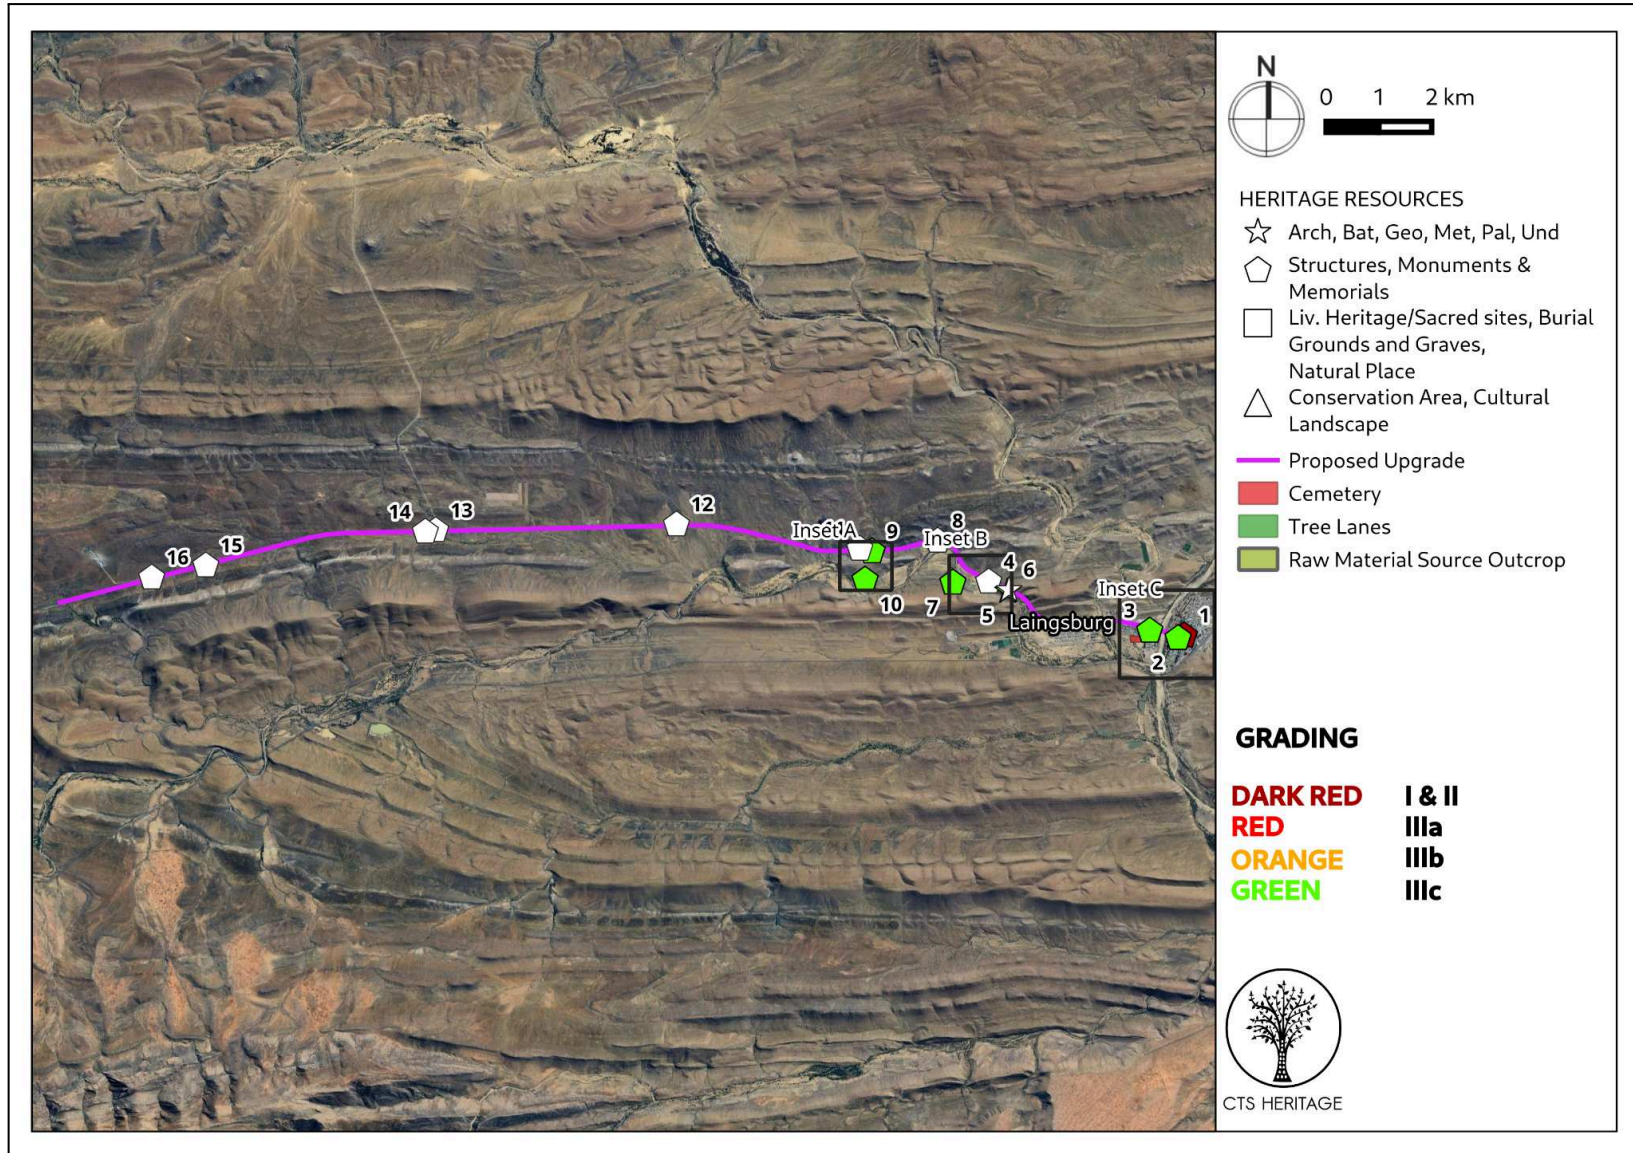 N
0 1 2 km
HERITAGE RESOURCES
Arch, Bat, Geo, Met, Pal, Und
Structures, Monuments &
Memorials
Liv. Heritage/Sacred sites, Burial
Grounds and Graves,
Natural Place
Conservation Area, Cultural
Landscape
Proposed Upgrade
Cemetery
Tree Lanes
Raw Material Source Outcrop
GRADING
DARK RED I & II
RED IIIa
ORANGE IIIb
GREEN IIIc
CTS HERITAGE
14
13
12
16
15
Inset A
9
10
8
Inset B
4
6
7
5
Inset C
Laingsburg
3
1
2